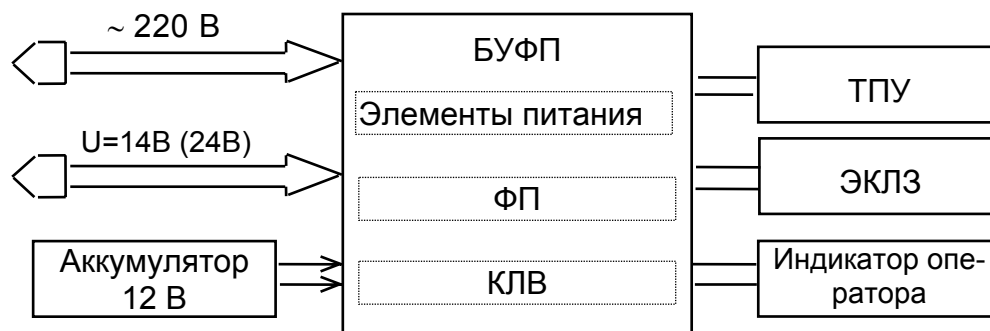 ~ 220 В
U=14В (24В)
Аккумулятор
12 В
БУФП
Элементы питания
ФП
КЛВ
ТПУ
ЭКЛЗ
Индикатор опе-
ратора